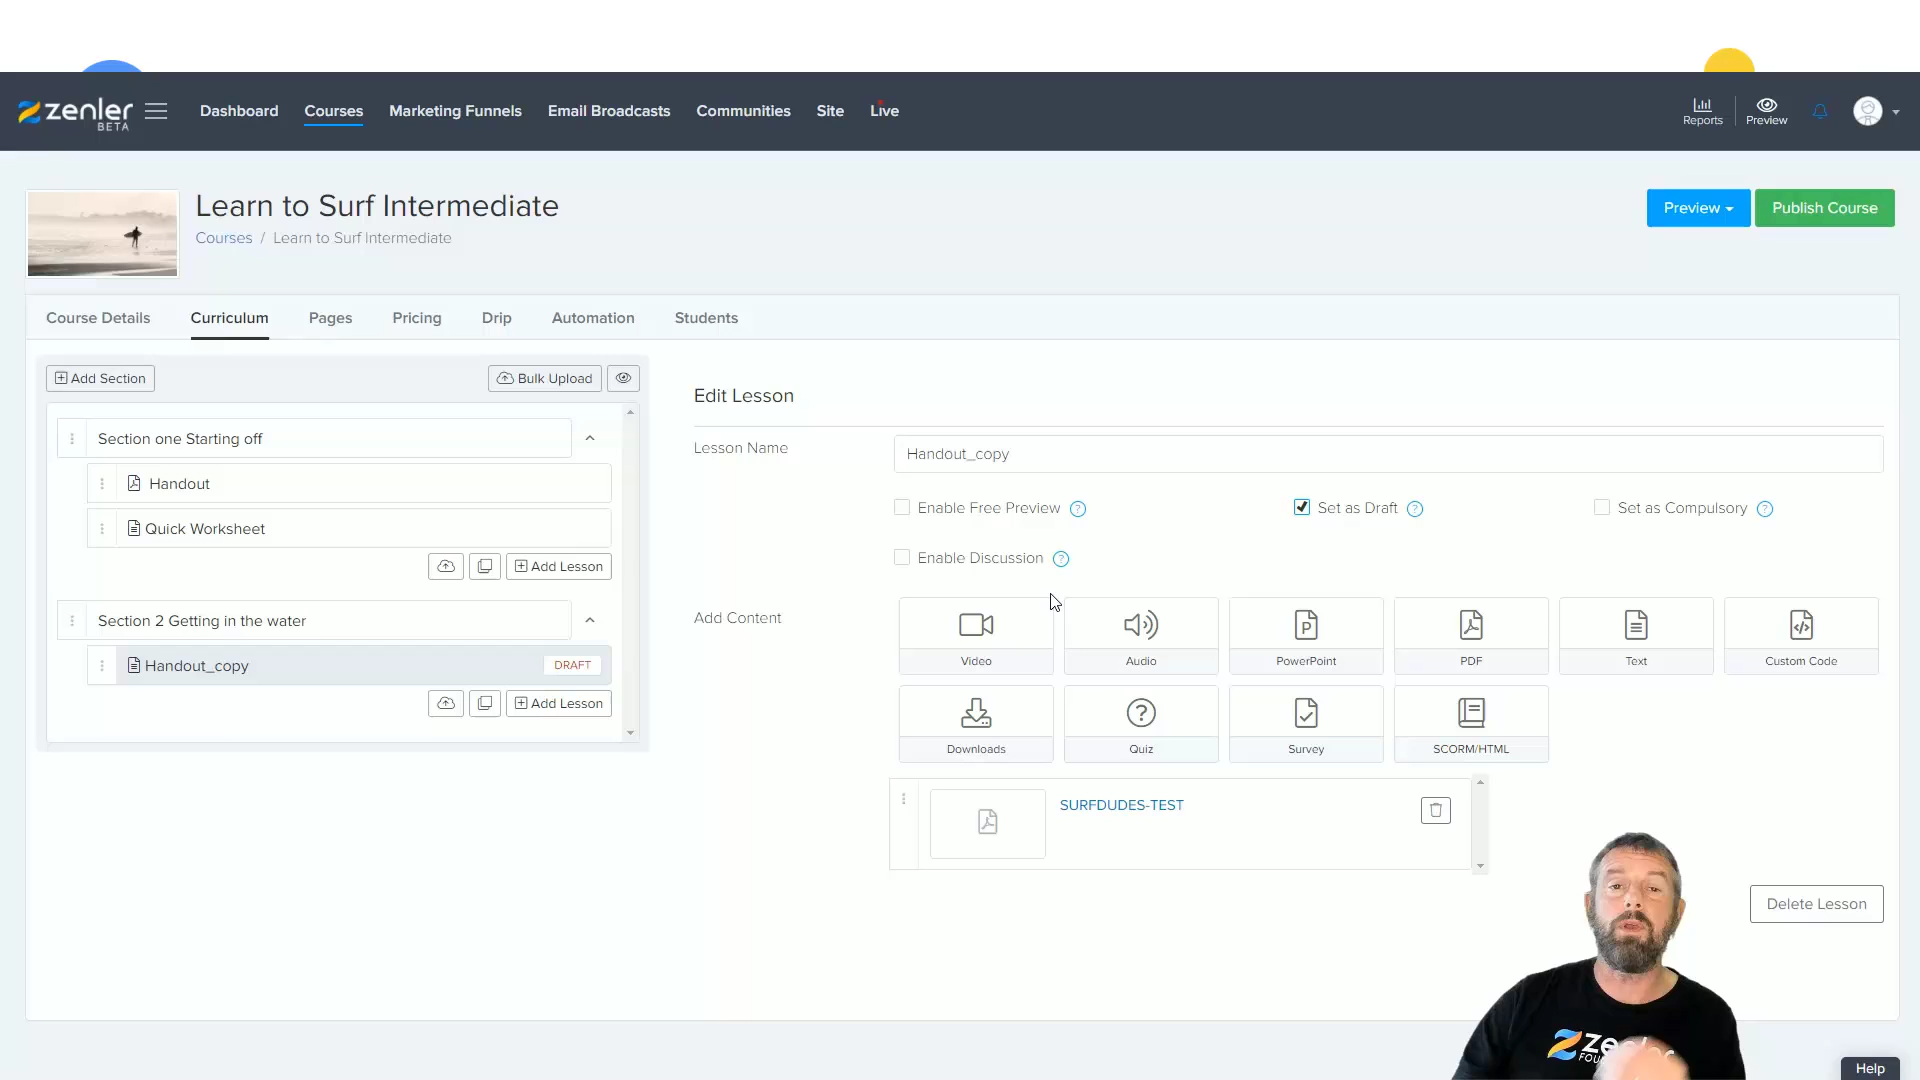 zenler
BETA
Dashboard
Courses
Marketing Funnels
Email Broadcasts
Communities
Site
Live
Reports
Preview
Learn to Surf Intermediate
Courses / Learn to Surf Intermediate
Preview
Publish Course
Course Details
Curriculum
Pages
Pricing
Drip
Automation
Students
Add Section
Bulk Upload
Section one Starting off
Handout
Quick Worksheet
Add Lesson
Section 2 Getting in the water
Handout_copy
DRAFT
Add Lesson
Edit Lesson
Lesson Name
Handout_copy
Enable Free Preview
Set as Draft
Set as Compulsory
Enable Discussion
Add Content
Video
Audio
PowerPoint
PDF
Text
Custom Code
Downloads
Quiz
Survey
SCORM/HTML
SURFDUDES-TEST
Delete Lesson
Help